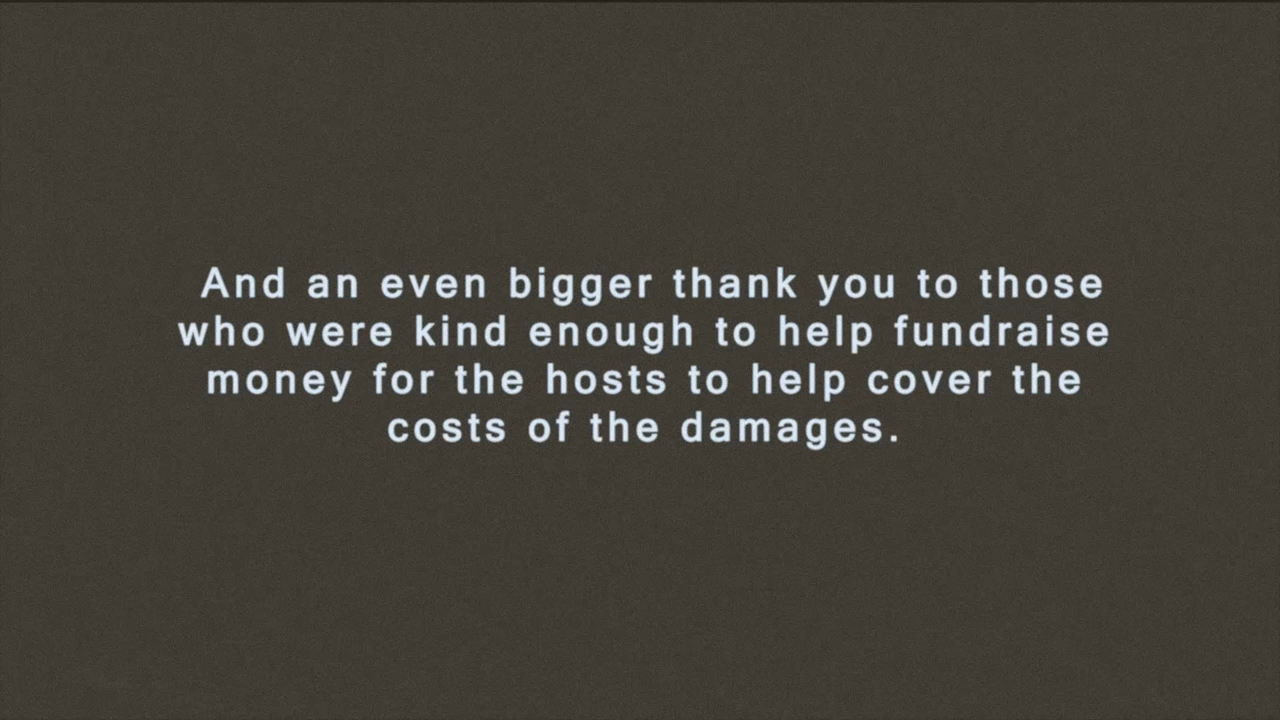 And an even bigger thank you to those
who were kind enough to help fundraise
money for the hosts to help cover the
costs of the damages.